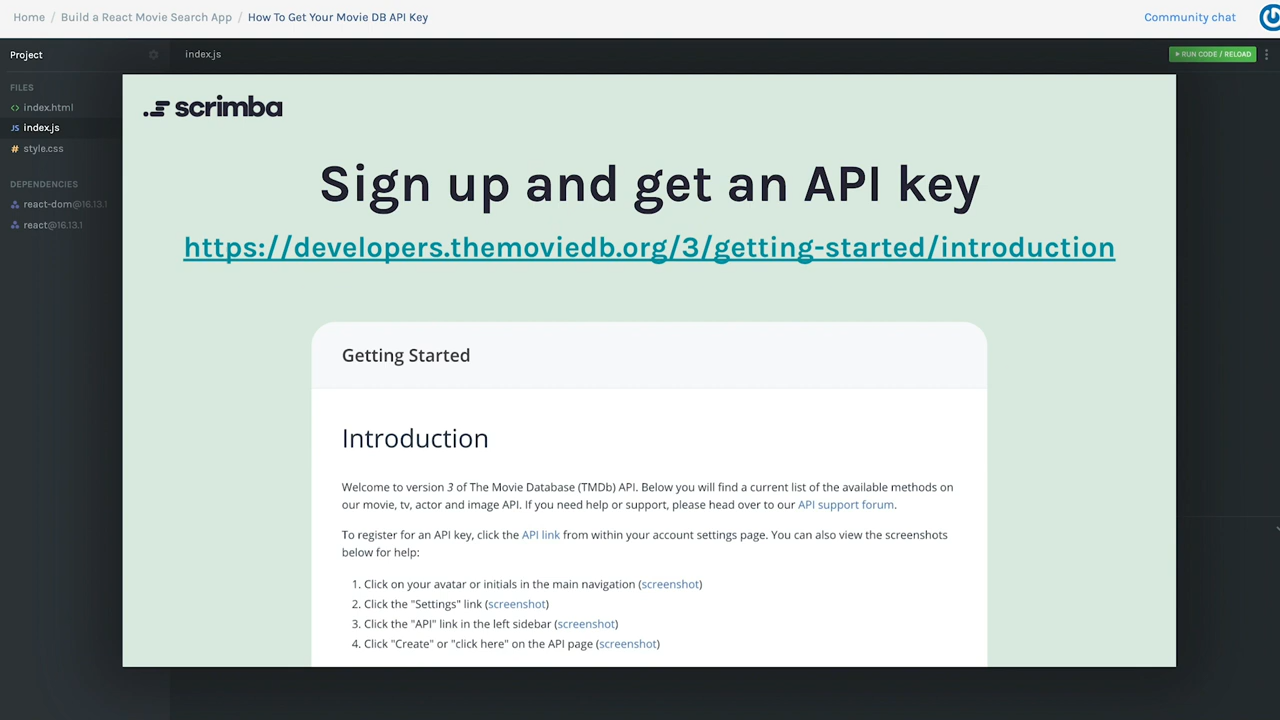 Home / Build a React Movie Search App / How To Get Your Movie DB API Key
Community chat
Project
index.js
RUN CODE / RELOAD
FILES
index.html
JS index.js
# style.css
DEPENDENCIES
react-dom@16.13.1
react@16.13.1
scrimba
Sign up and get an API key
https://developers.themoviedb.org/3/getting-started/introduction
Getting Started
Introduction
Welcome to version 3 of The Movie Database (TMDb) API. Below you will find a current list of the available methods on
our movie, tv, actor and image API. If you need help or support, please head over to our API support forum.
To register for an API key, click the API link from within your account settings page. You can also view the screenshots
below for help:
1. Click on your avatar or initials in the main navigation (screenshot)
2. Click the "Settings" link (screenshot)
3. Click the "API" link in the left sidebar (screenshot)
4. Click "Create" or "click here" on the API page (screenshot)